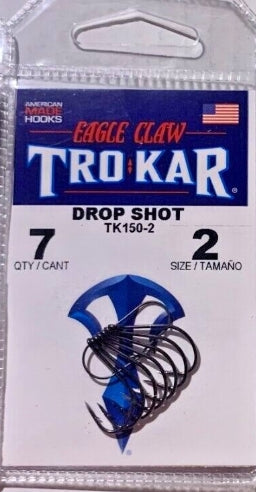 AMERICAN
MADE
HOOKS
EAGLE CLAW
TROKAR®
DROP SHOT
TK150-2
7
QTY / CANT
2
SIZE / TAMAÑO